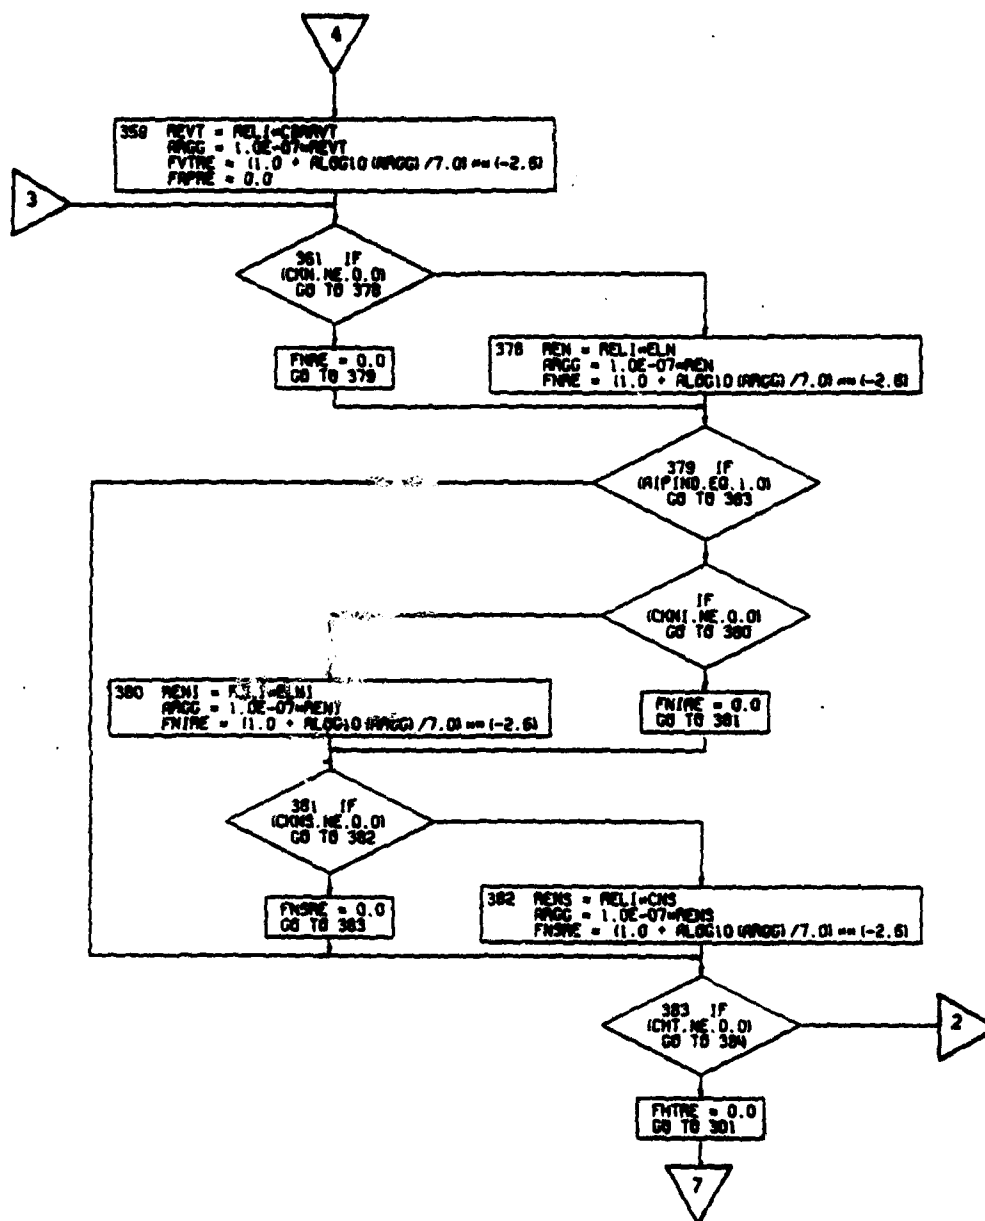 4
359 REVT = RELI*CBARVT
ARGG = 1.0E-07*REVT
FVTRE = (1.0 + ALOG10(ARGG)/7.0)**(-2.6)
FRPRE = 0.0
3
361 IF
(CKN.NE.0.0)
GO TO 378
FNRE = 0.0
GO TO 379
378 REN = RELI*ELN
ARGG = 1.0E-07*REN
FNRE = (1.0 + ALOG10(ARGG)/7.0)**(-2.6)
379 IF
(AIPIND.EQ.1.0)
GO TO 383
IF
(CKNI.NE.0.0)
GO TO 380
380 RENI = RELI*ELNI
ARGG = 1.0E-07*RENI
FNIRE = (1.0 + ALOG10(ARGG)/7.0)**(-2.6)
FNIRE = 0.0
GO TO 381
381 IF
(CKNS.NE.0.0)
GO TO 382
FNSRE = 0.0
GO TO 383
382 RENS = RELI*CNS
ARGG = 1.0E-07*RENS
FNSRE = (1.0 + ALOG10(ARGG)/7.0)**(-2.6)
383 IF
(CHT.NE.0.0)
GO TO 384
2
FHTRE = 0.0
GO TO 301
7